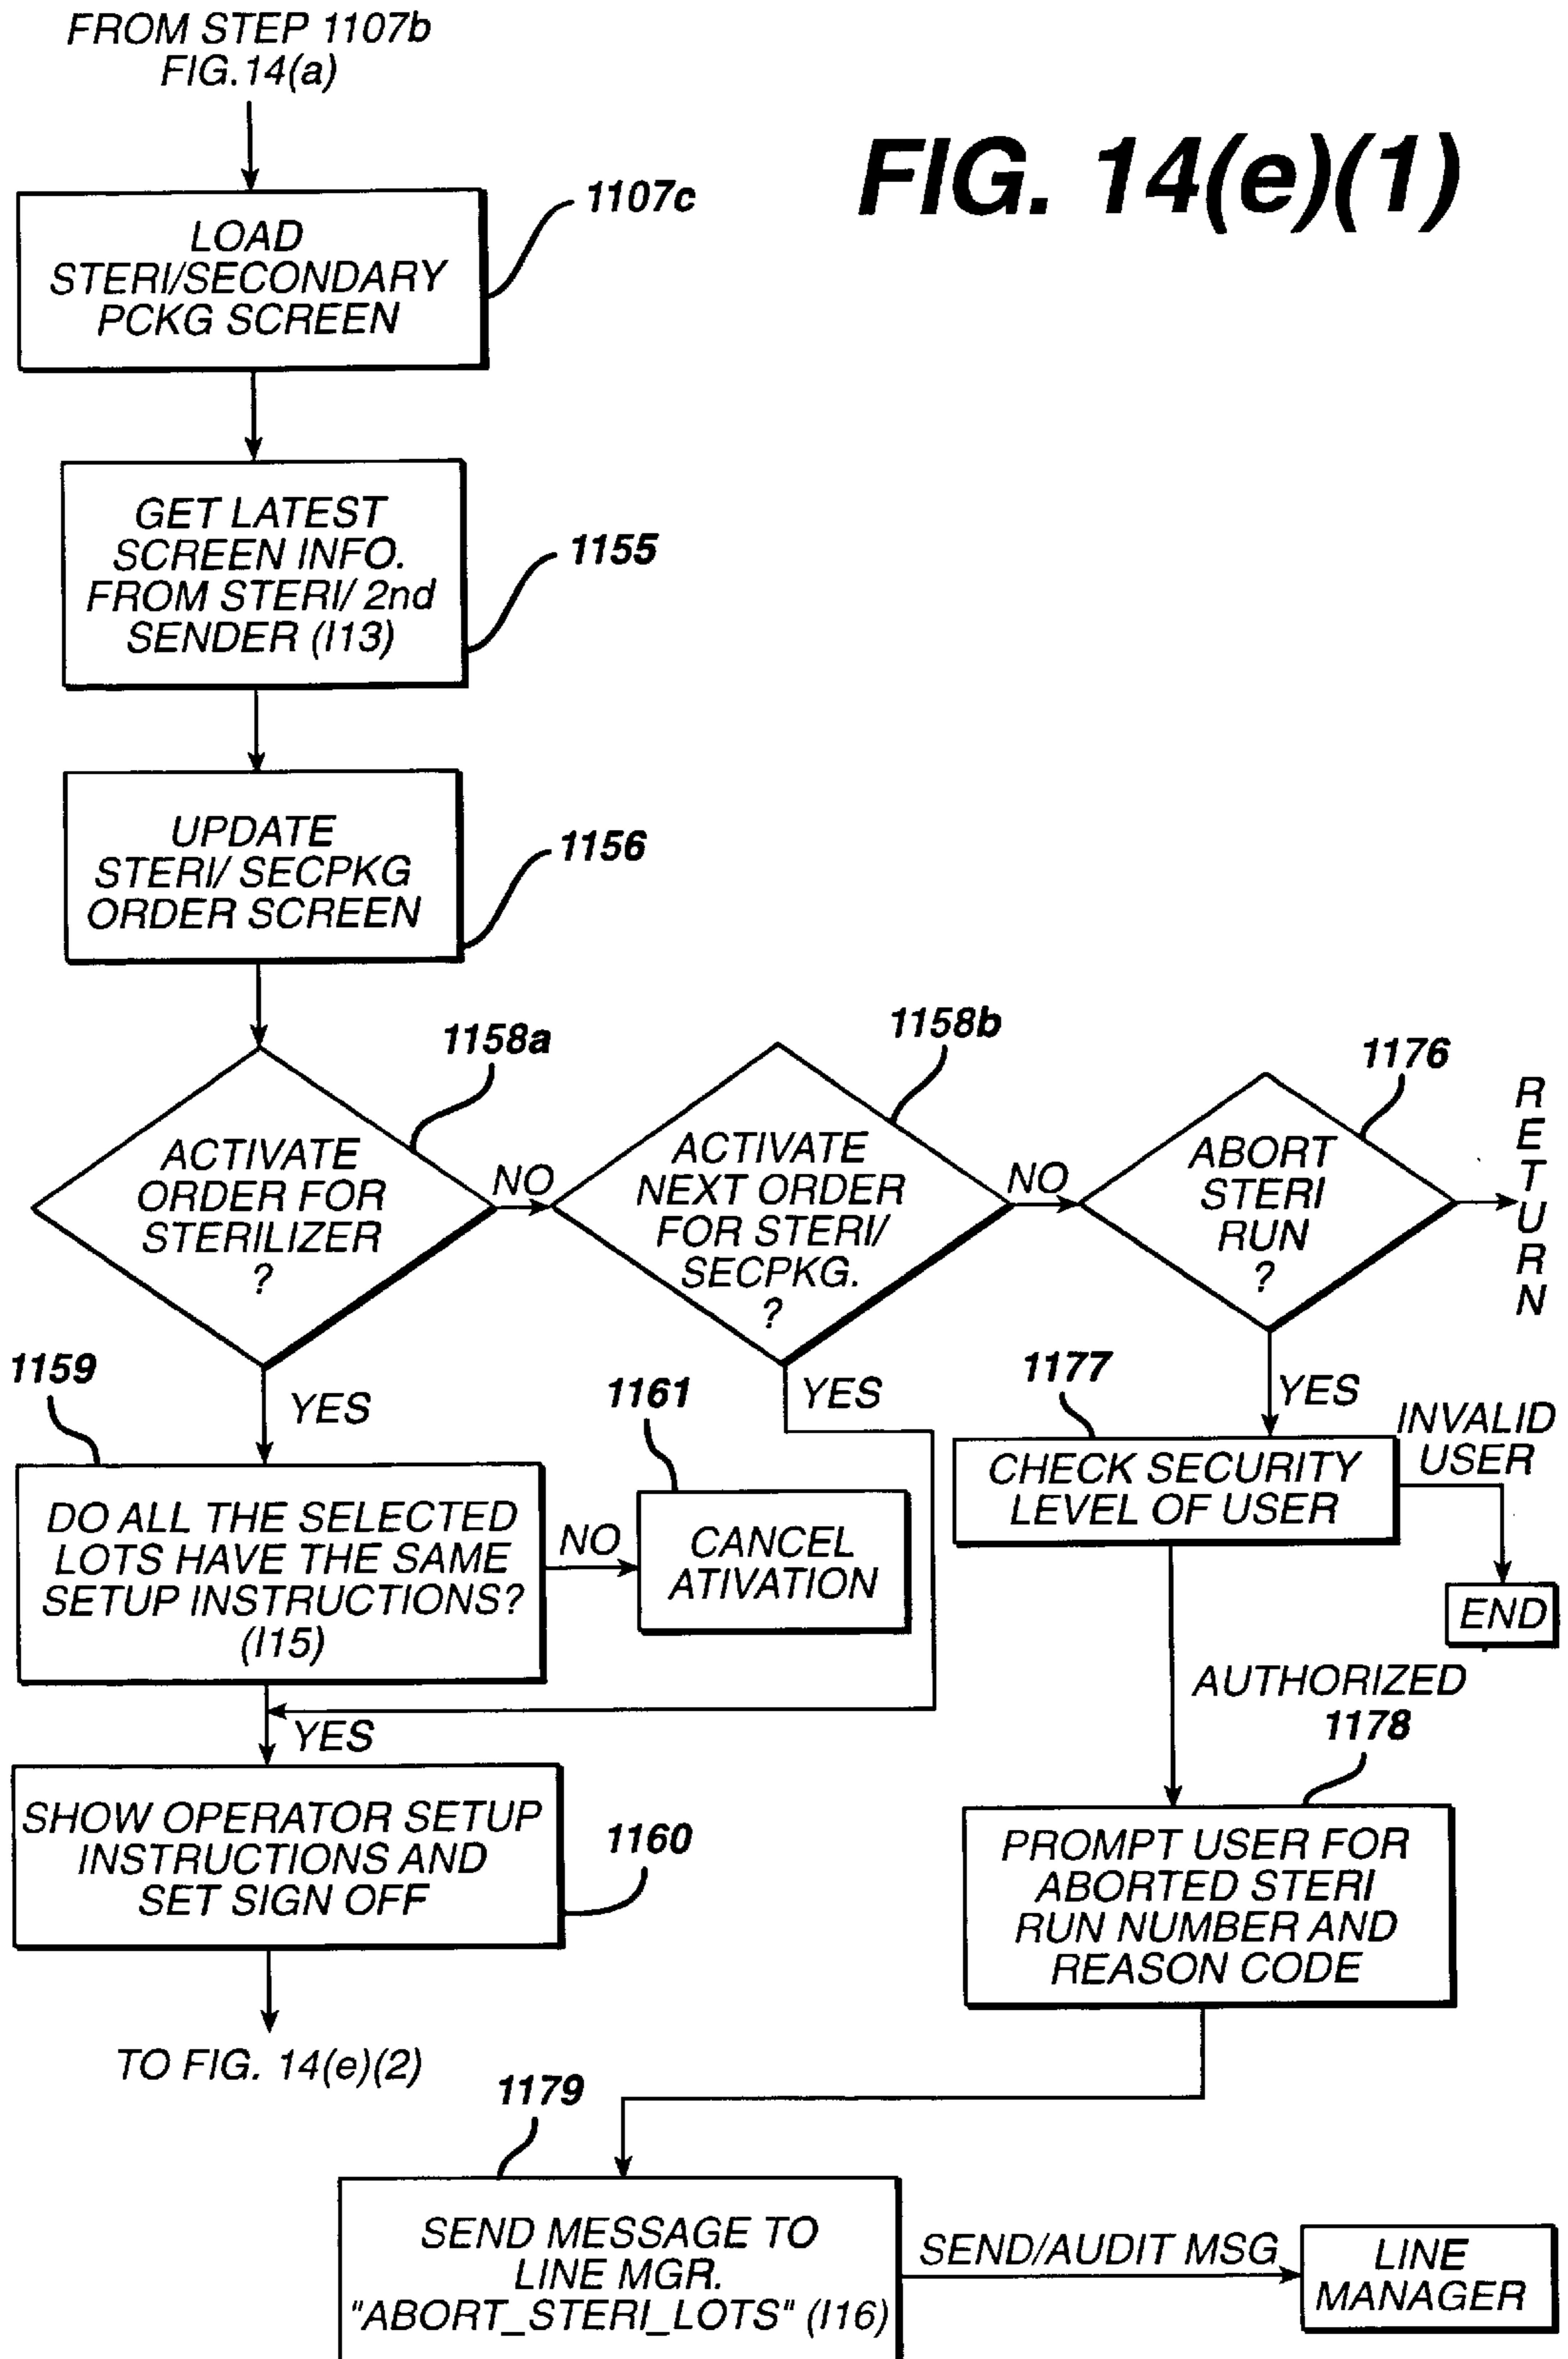 FROM STEP 1107b
FIG.14(a)
FIG. 14(e)(1)
1107c
LOAD
STERI/SECONDARY
PCKG SCREEN
GET LATEST
SCREEN INFO.
FROM STERI/ 2nd
SENDER (I13)
1155
UPDATE
STERI/ SECPKG
ORDER SCREEN
1156
1158a
ACTIVATE
ORDER FOR
STERILIZER
?
NO
1158b
ACTIVATE
NEXT ORDER
FOR STERI/
SECPKG.
?
NO
1176
ABORT
STERI
RUN
?
RETURN
1159
YES
DO ALL THE SELECTED
LOTS HAVE THE SAME
SETUP INSTRUCTIONS?
(I15)
NO
1161
CANCEL
ATIVATION
YES
YES
1177
YES
CHECK SECURITY
LEVEL OF USER
INVALID
USER
END
AUTHORIZED
SHOW OPERATOR SETUP
INSTRUCTIONS AND
SET SIGN OFF
1160
TO FIG. 14(e)(2)
1178
PROMPT USER FOR
ABORTED STERI
RUN NUMBER AND
REASON CODE
1179
SEND MESSAGE TO
LINE MGR.
"ABORT_STERI_LOTS" (I16)
SEND/AUDIT MSG
LINE
MANAGER